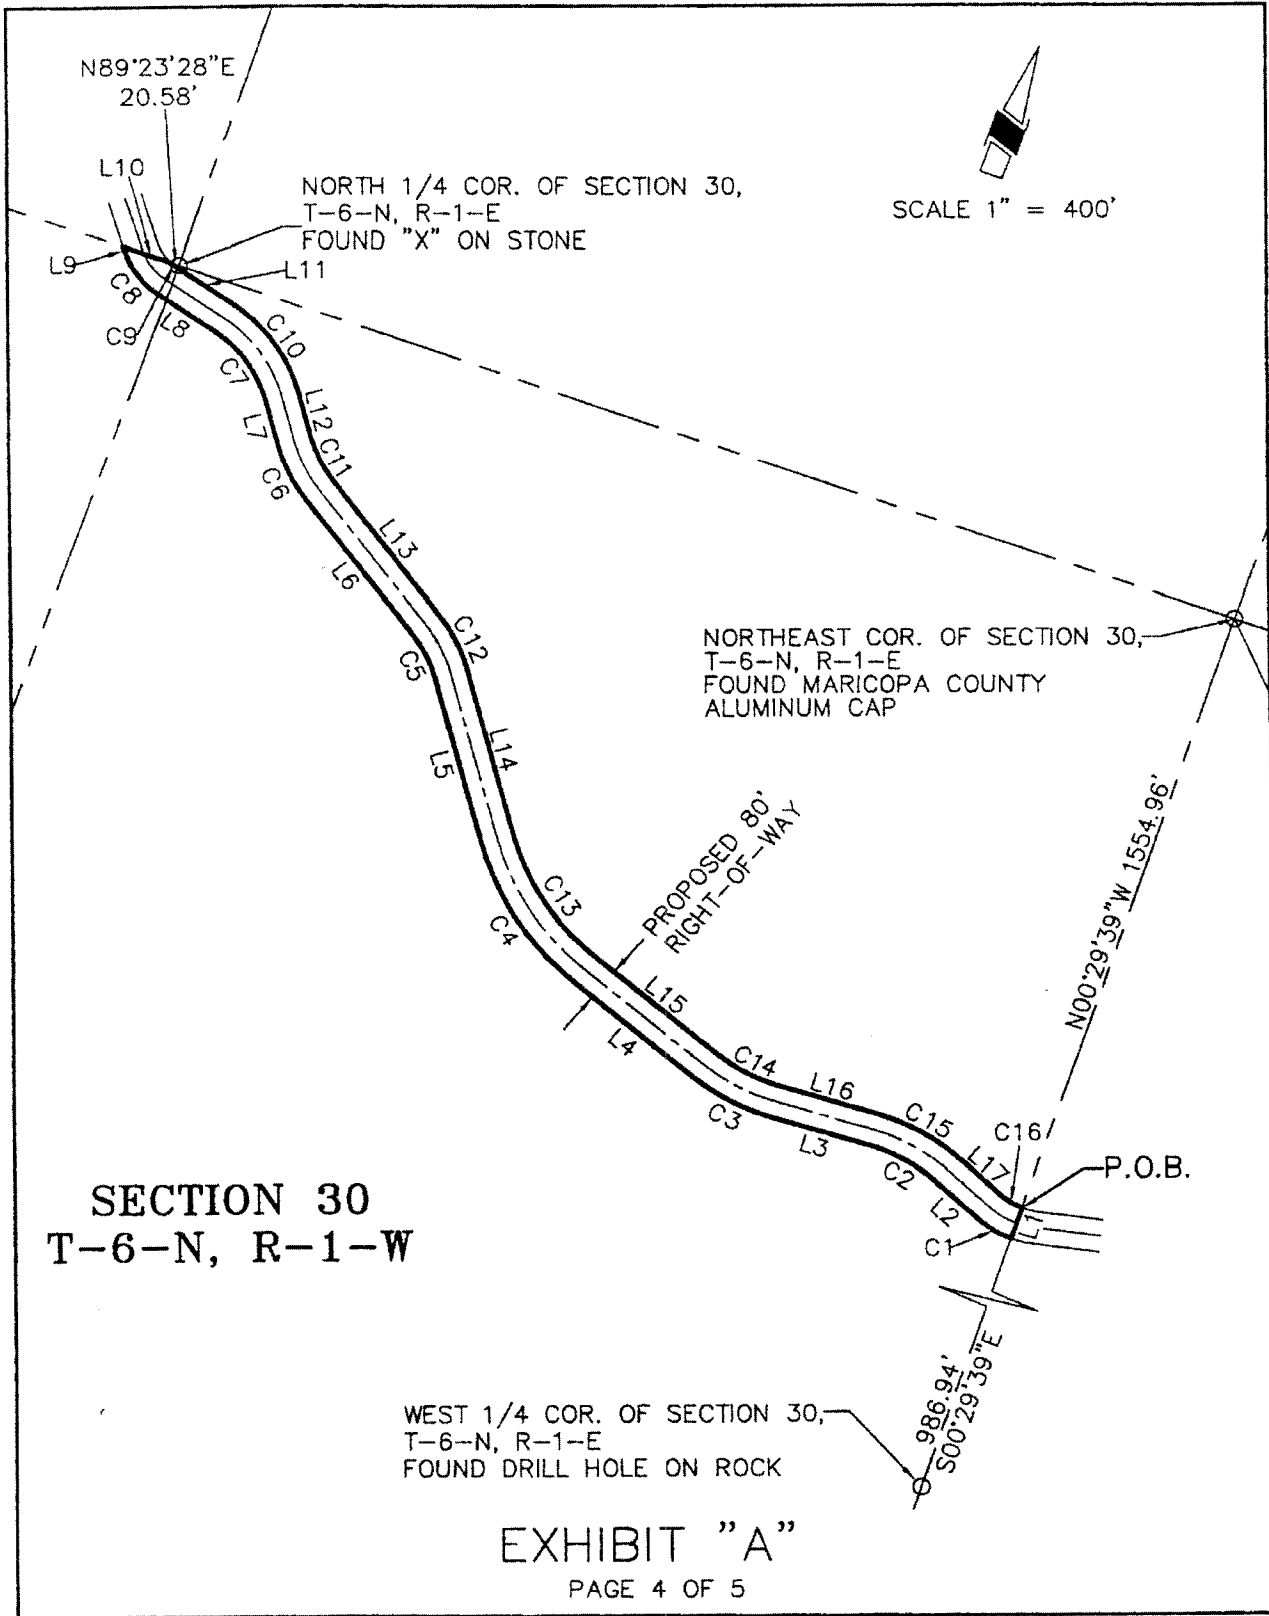 N89°23'28"E
20.58'
L10
NORTH 1/4 COR. OF SECTION 30,
T-6-N, R-1-E
FOUND "X" ON STONE
SCALE 1" = 400'
L9
C8
L11
C9
L8
C10
C7
L12
L7
C11
C6
L13
L6
C12
C5
NORTHEAST COR. OF SECTION 30,
T-6-N, R-1-E
FOUND MARICOPA COUNTY
ALUMINUM CAP
L14
L5
PROPOSED 80'
RIGHT-OF-WAY
N00°29'39"W 1554.96'
C13
C4
L15
L4
C14
L16
C3
L3
C15
C16
C2
L17
P.O.B.
L2
L1
C1
SECTION 30
T-6-N, R-1-W
986.94'
S00°29'39"E
WEST 1/4 COR. OF SECTION 30,
T-6-N, R-1-E
FOUND DRILL HOLE ON ROCK
EXHIBIT "A"
PAGE 4 OF 5